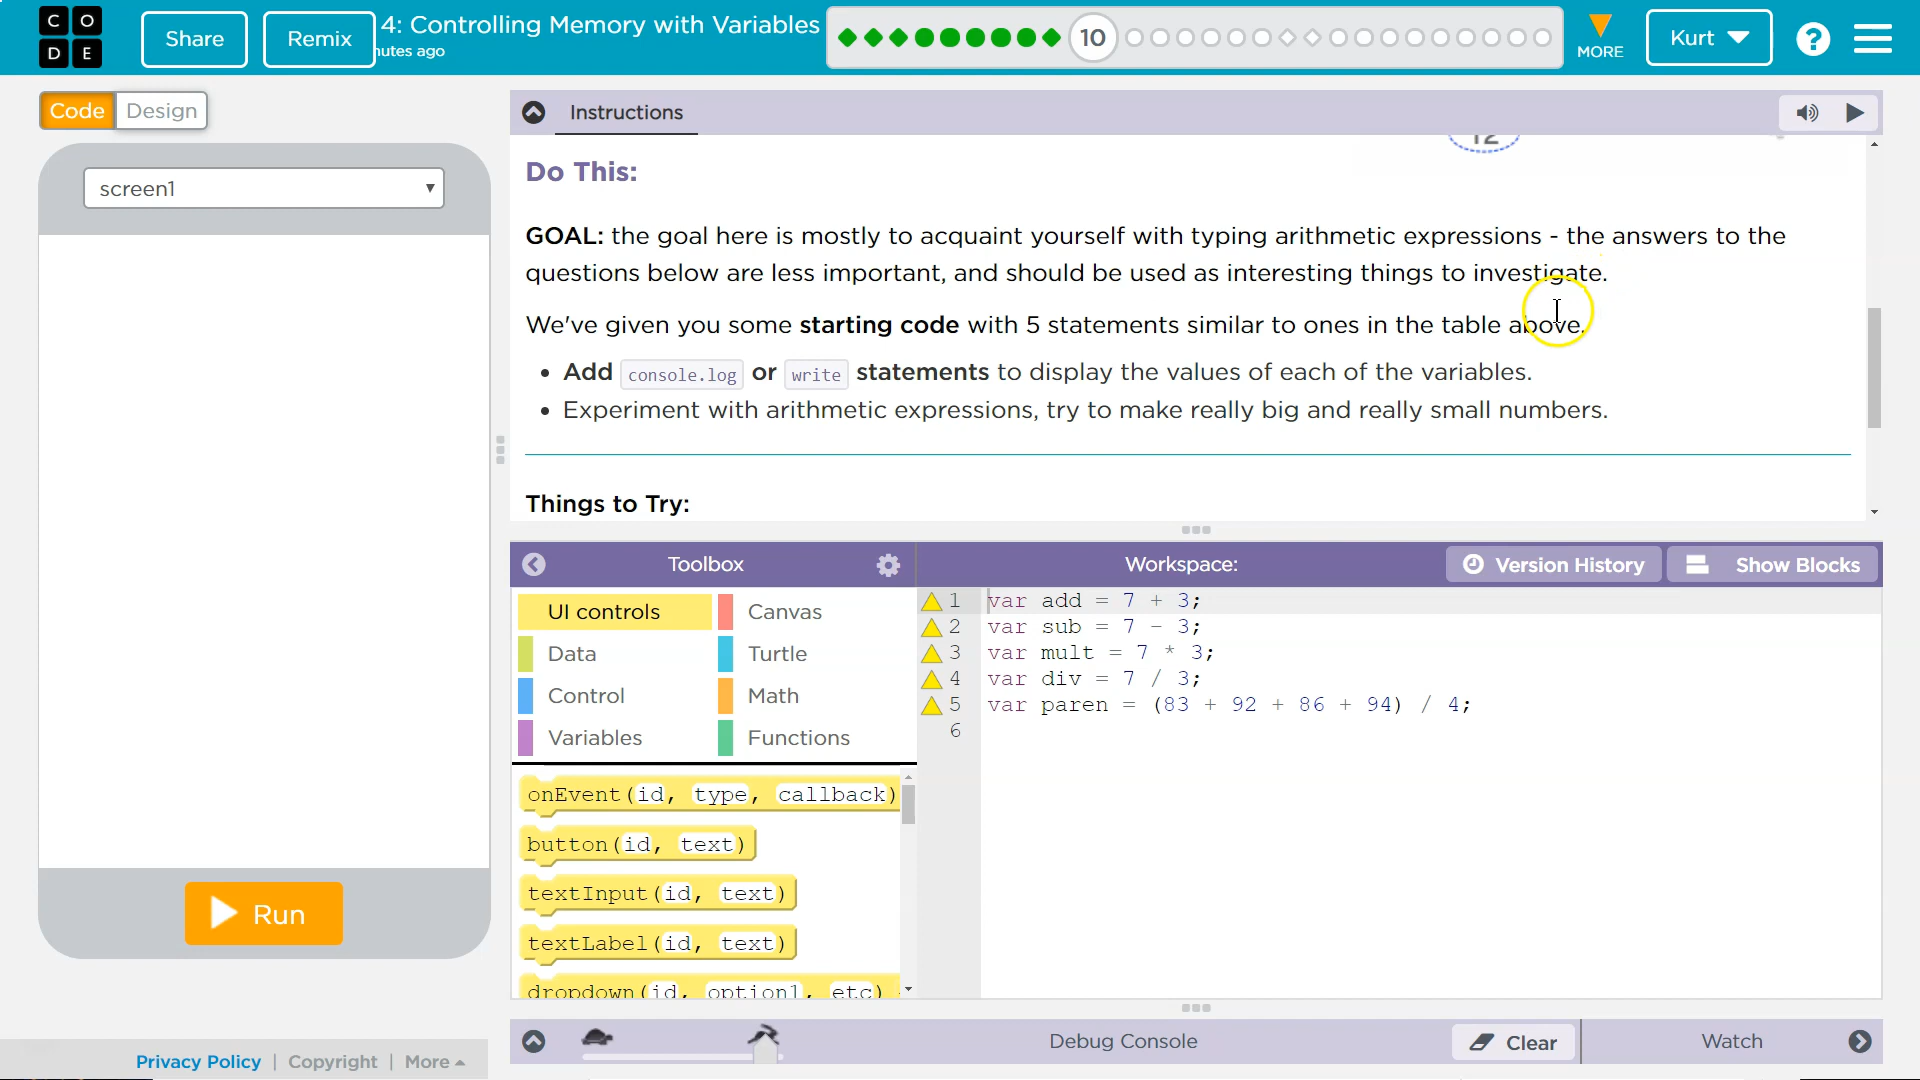 C O D E
Share
Remix
4: Controlling Memory with Variables
nutes ago
10
MORE
Kurt
?
Code
Design
screen1
Run
Privacy Policy | Copyright | More
Instructions
12
Do This:
GOAL: the goal here is mostly to acquaint yourself with typing arithmetic expressions - the answers to the
questions below are less important, and should be used as interesting things to investigate.
We've given you some starting code with 5 statements similar to ones in the table above.
Add console.log or write statements to display the values of each of the variables.
Experiment with arithmetic expressions, try to make really big and really small numbers.
Things to Try:
Toolbox
Workspace:
Version History
Show Blocks
UI controls
Canvas
Data
Turtle
Control
Math
Variables
Functions
onEvent(id, type, callback)
button(id, text)
textInput(id, text)
textLabel(id, text)
dropdown(id, option1, etc)
1 var add = 7 + 3;
2 var sub = 7 - 3;
3 var mult = 7 * 3;
4 var div = 7 / 3;
5 var paren = (83 + 92 + 86 + 94) / 4;
6
Debug Console
Clear
Watch